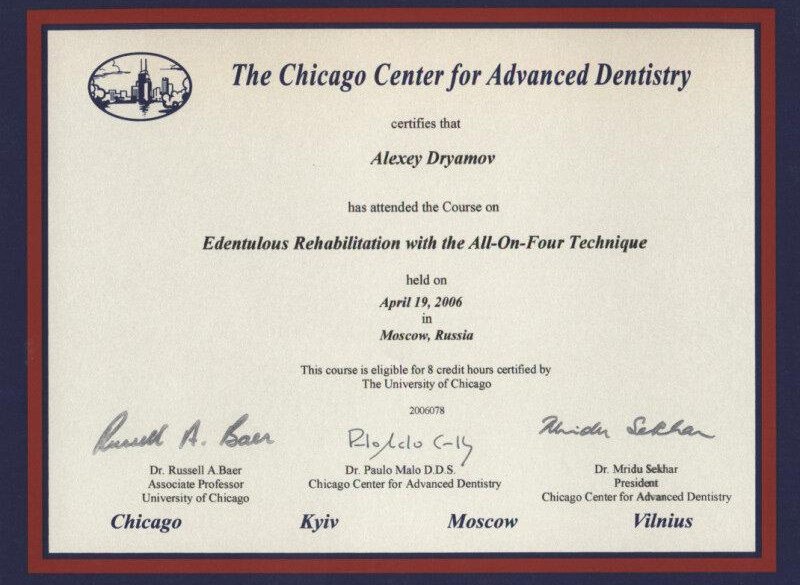 The Chicago Center for Advanced Dentistry
certifies that
Alexey Dryamov
has attended the Course on
Edentulous Rehabilitation with the All-On-Four Technique
held on
April 19, 2006
in
Moscow, Russia
This course is eligible for 8 credit hours certified by
The University of Chicago
2006078
Russell A. Baer
Mridu Sekhar
Dr. Russell A.Baer
Associate Professor
University of Chicago
Dr. Paulo Malo D.D.S.
Chicago Center for Advanced Dentistry
Dr. Mridu Sekhar
President
Chicago Center for Advanced Dentistry
Chicago Kyiv Moscow Vilnius